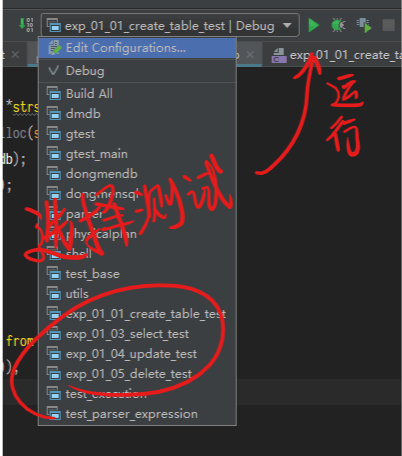 exp_01_01_create_table_test | Debug
Edit Configurations...
exp_01_01_create_ta
Debug
*strs
Build All
lloc(s
dmdb
db);
gtest
);
gtest_main
运行
dongmendb
dongmensql
选择测试
parser
physicalplan
shell
test_base
utils
exp_01_01_create_table_test
from
exp_01_03_select_test
exp_01_04_update_test
);
exp_01_05_delete_test
test_execution
test_parser_expression